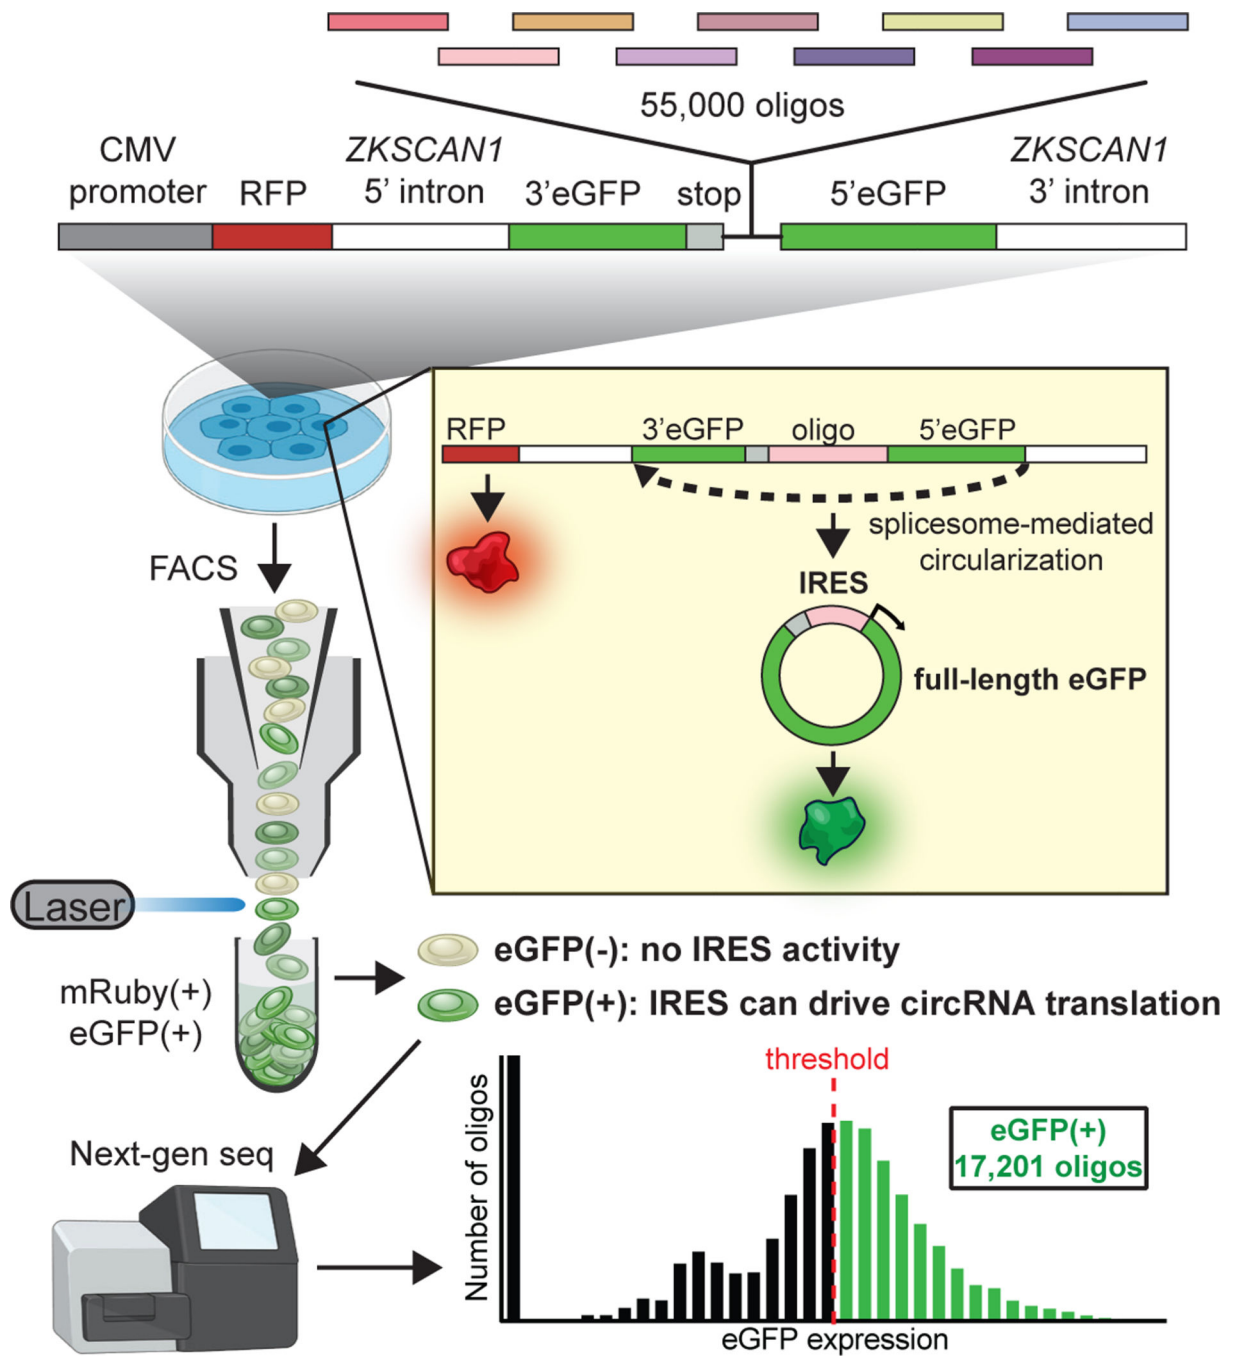 55,000 oligos
CMV
promoter
RFP
ZKSCAN1
5' intron
3'eGFP
stop
5'eGFP
ZKSCAN1
3' intron
RFP
3'eGFP
oligo
5'eGFP
splicesome-mediated
circularization
IRES
full-length eGFP
FACS
Laser
mRuby(+)
eGFP(+)
eGFP(-): no IRES activity
eGFP(+): IRES can drive circRNA translation
Next-gen seq
Number of oligos
threshold
eGFP(+)
17,201 oligos
eGFP expression